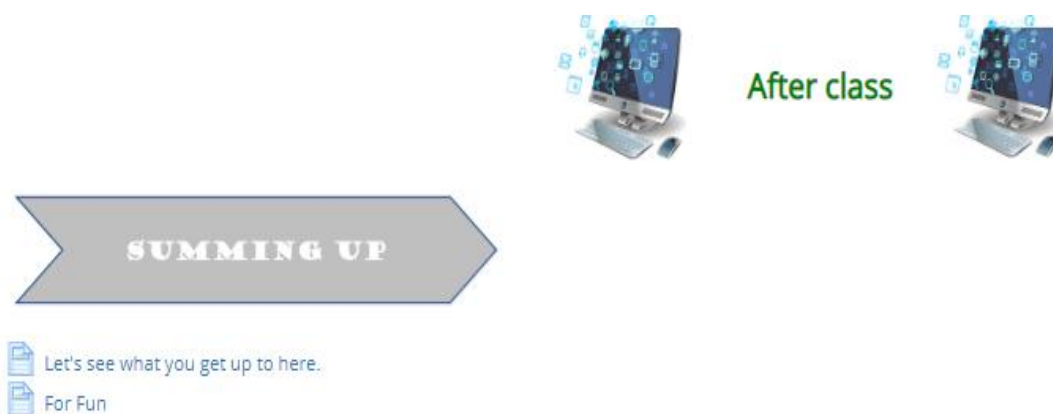 After class
SUMMING UP
Let's see what you get up to here.
For Fun